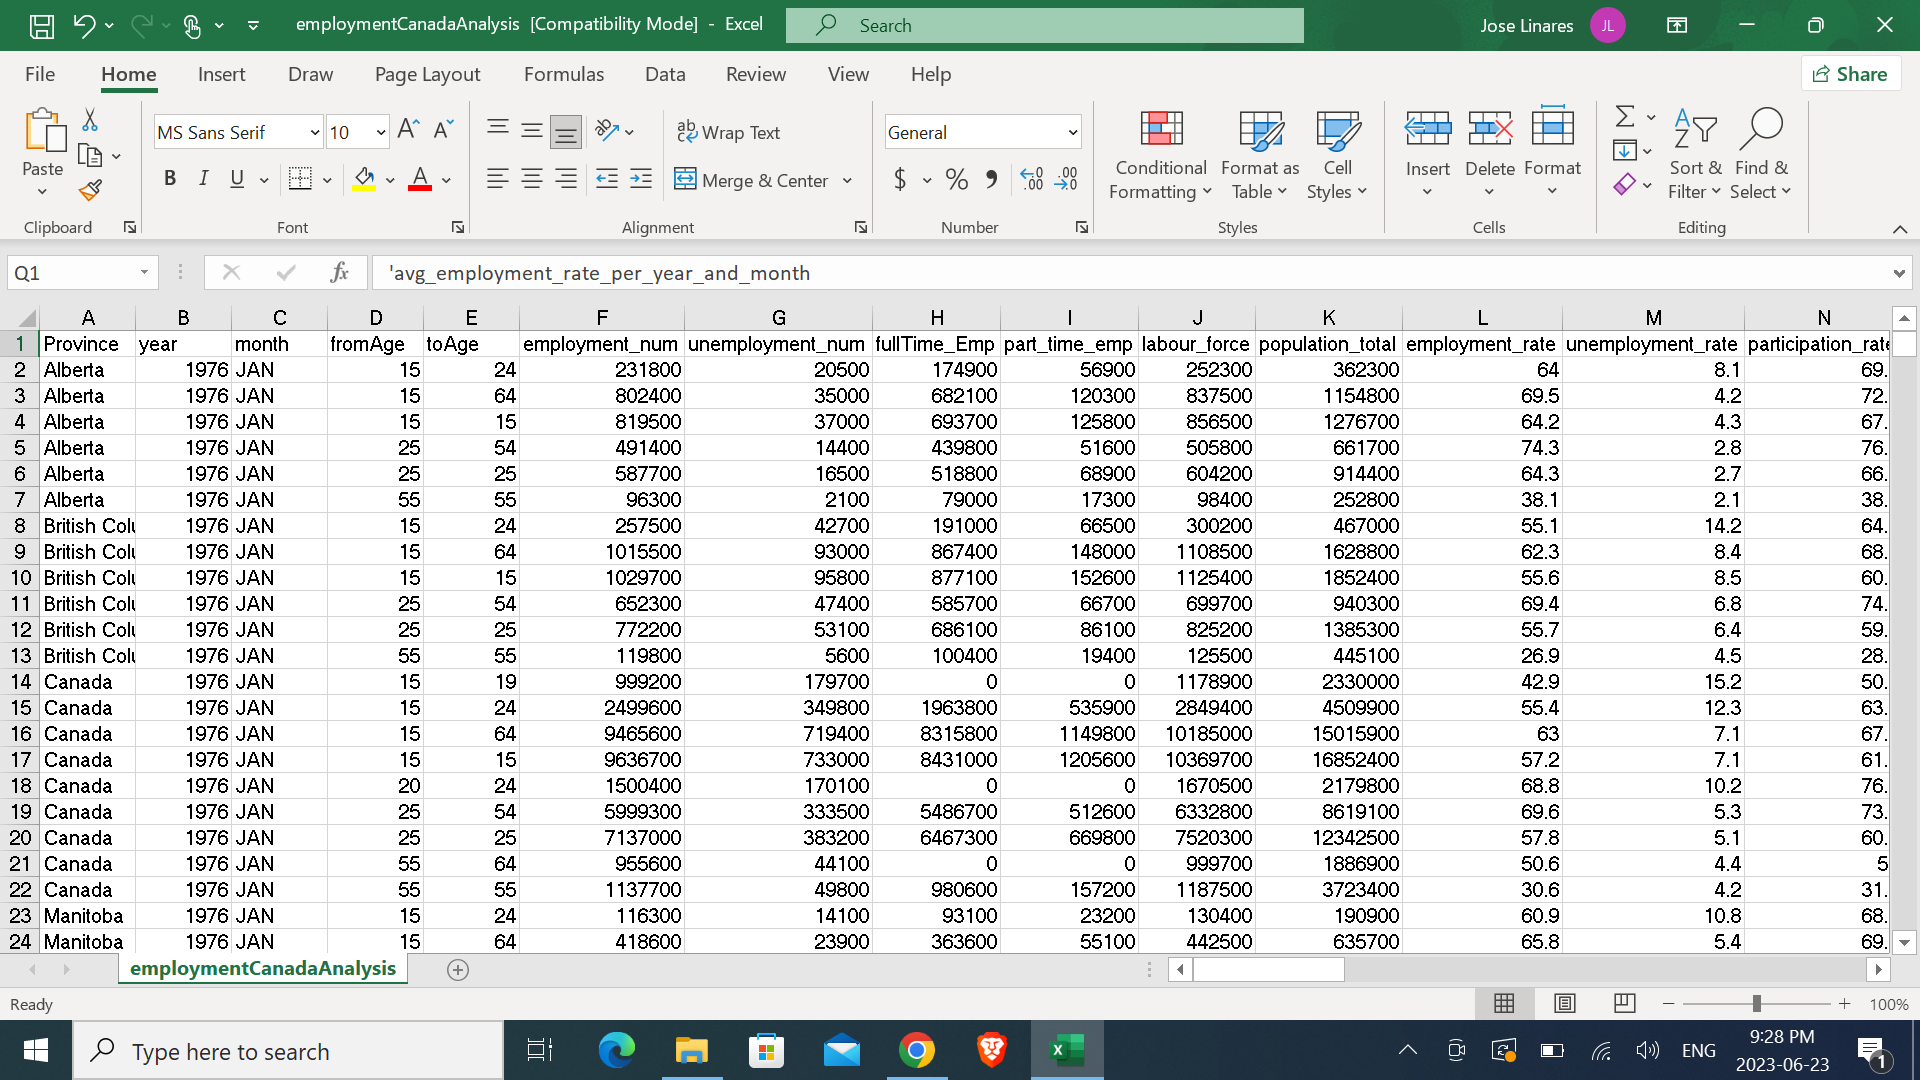 employmentCanadaAnalysis [Compatibility Mode] - Excel
Search
Jose Linares JL
File Home Insert Draw Page Layout Formulas Data Review View Help
Share
MS Sans Serif 10
Wrap Text
General
Paste
B I U A
Merge & Center
$ % 9
Conditional Formatting
Format as Table
Cell Styles
Insert Delete Format
Sort & Filter
Find & Select
Clipboard Font Alignment Number Styles Cells Editing
Q1 fx 'avg_employment_rate_per_year_and_month
A B C D E F G H I J K L M N
1 Province year month fromAge toAge employment_num unemployment_num fullTime_Emp part_time_emp labour_force population_total employment_rate unemployment_rate participation_rate
2 Alberta 1976 JAN 15 24 231800 20500 174900 56900 252300 362300 64 8.1 69.
3 Alberta 1976 JAN 15 64 802400 35000 682100 120300 837500 1154800 69.5 4.2 72.
4 Alberta 1976 JAN 15 15 819500 37000 693700 125800 856500 1276700 64.2 4.3 67.
5 Alberta 1976 JAN 25 54 491400 14400 439800 51600 505800 661700 74.3 2.8 76.
6 Alberta 1976 JAN 25 25 587700 16500 518800 68900 604200 914400 64.3 2.7 66.
7 Alberta 1976 JAN 55 55 96300 2100 79000 17300 98400 252800 38.1 2.1 38.
8 British Colu 1976 JAN 15 24 257500 42700 191000 66500 300200 467000 55.1 14.2 64.
9 British Colu 1976 JAN 15 64 1015500 93000 867400 148000 1108500 1628800 62.3 8.4 68.
10 British Colu 1976 JAN 15 15 1029700 95800 877100 152600 1125400 1852400 55.6 8.5 60.
11 British Colu 1976 JAN 25 54 652300 47400 585700 66700 699700 940300 69.4 6.8 74.
12 British Colu 1976 JAN 25 25 772200 53100 686100 86100 825200 1385300 55.7 6.4 59.
13 British Colu 1976 JAN 55 55 119800 5600 100400 19400 125500 445100 26.9 4.5 28.
14 Canada 1976 JAN 15 19 999200 179700 0 0 1178900 2330000 42.9 15.2 50.
15 Canada 1976 JAN 15 24 2499600 349800 1963800 535900 2849400 4509900 55.4 12.3 63.
16 Canada 1976 JAN 15 64 9465600 719400 8315800 1149800 10185000 15015900 63 7.1 67.
17 Canada 1976 JAN 15 15 9636700 733000 8431000 1205600 10369700 16852400 57.2 7.1 61.
18 Canada 1976 JAN 20 24 1500400 170100 0 0 1670500 2179800 68.8 10.2 76.
19 Canada 1976 JAN 25 54 5999300 333500 5486700 512600 6332800 8619100 69.6 5.3 73.
20 Canada 1976 JAN 25 25 7137000 383200 6467300 669800 7520300 12342500 57.8 5.1 60.
21 Canada 1976 JAN 55 64 955600 44100 0 0 999700 1886900 50.6 4.4 5
22 Canada 1976 JAN 55 55 1137700 49800 980600 157200 1187500 3723400 30.6 4.2 31.
23 Manitoba 1976 JAN 15 24 116300 14100 93100 23200 130400 190900 60.9 10.8 68.
24 Manitoba 1976 JAN 15 64 418600 23900 363600 55100 442500 635700 65.8 5.4 69.
employmentCanadaAnalysis
Ready
100%
Type here to search
ENG
9:28 PM
2023-06-23
1